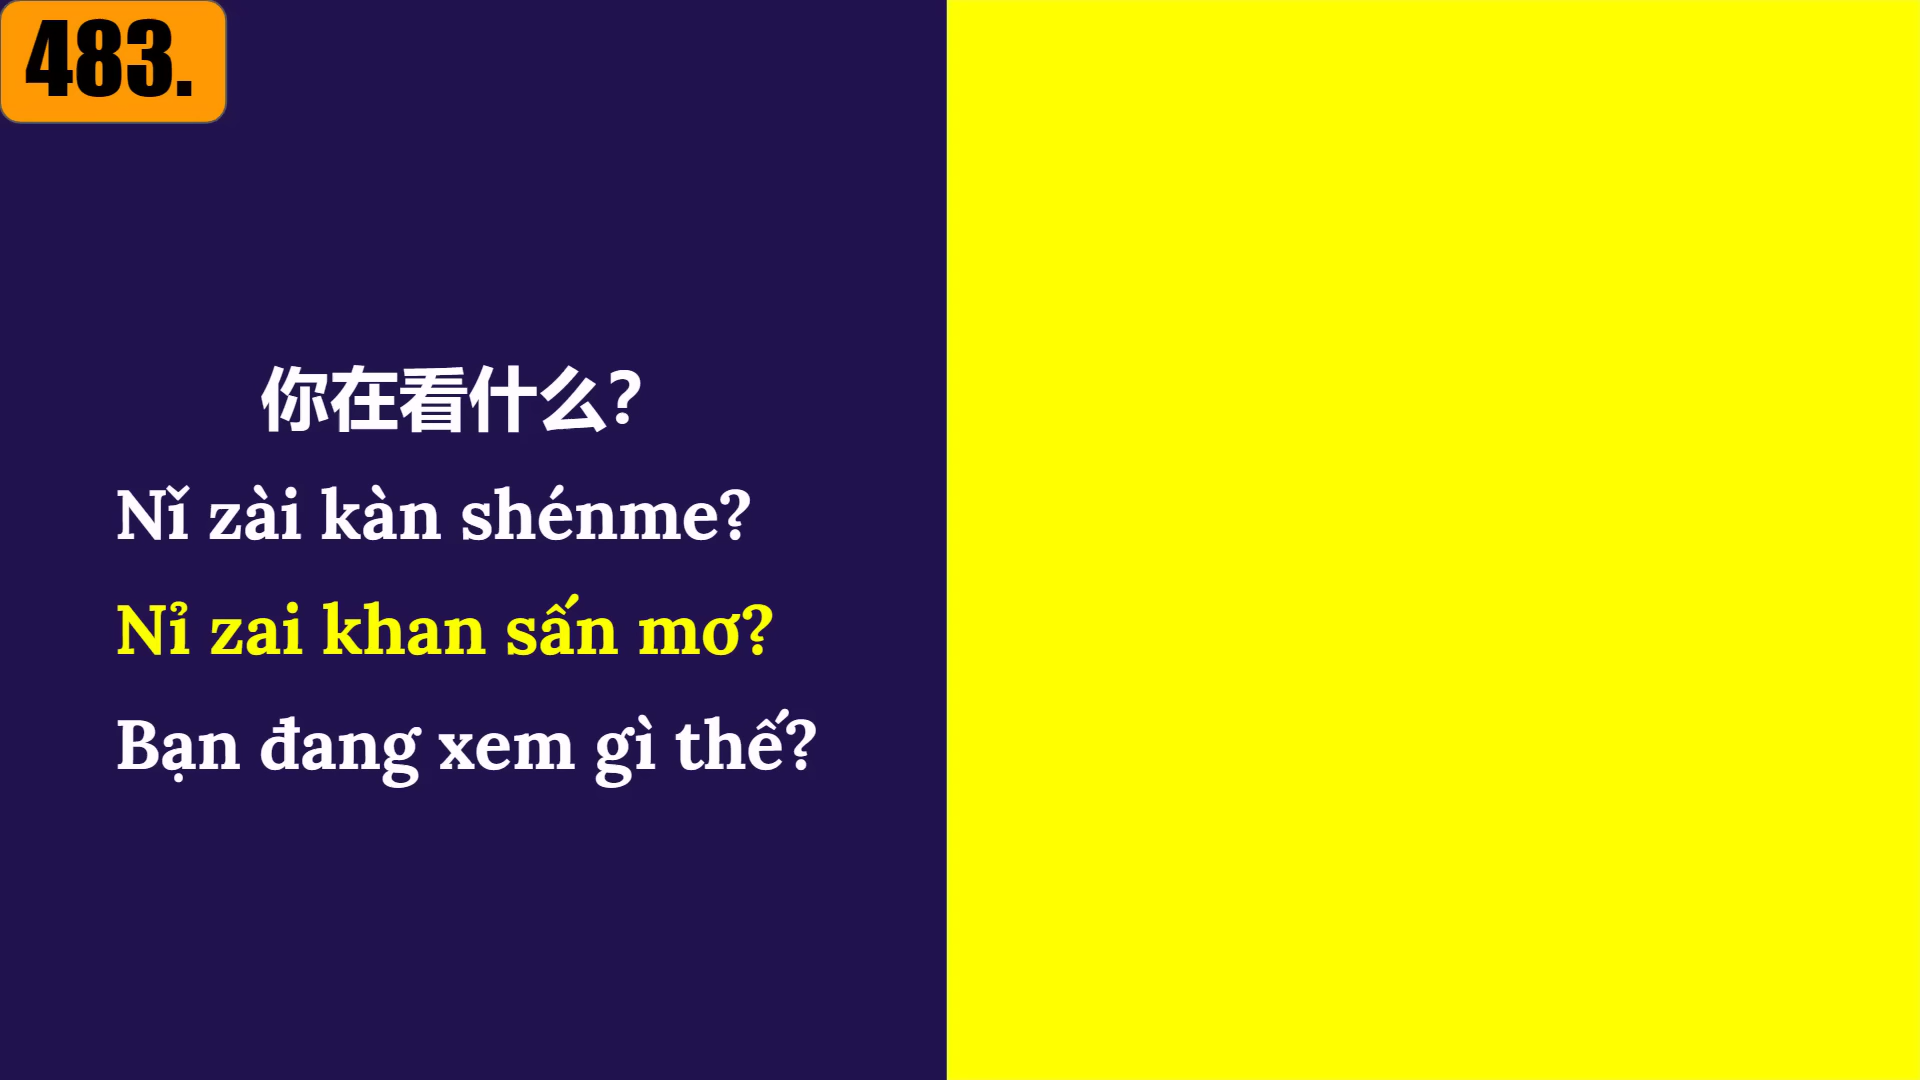 483.
你在看什么？
Nǐ zài kàn shénme?
Nỉ zai khan sấn mơ?
Bạn đang xem gì thế?